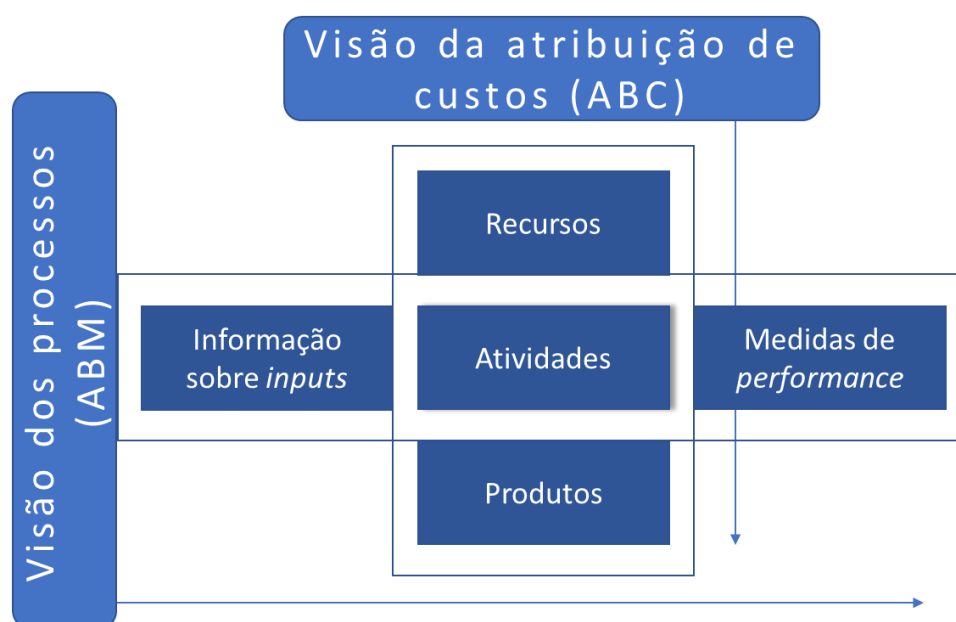 Visão da atribuição de
custos (ABC)
Visão dos processos
(ABM)
Recursos
Informação
sobre inputs
Atividades
Medidas de
performance
Produtos